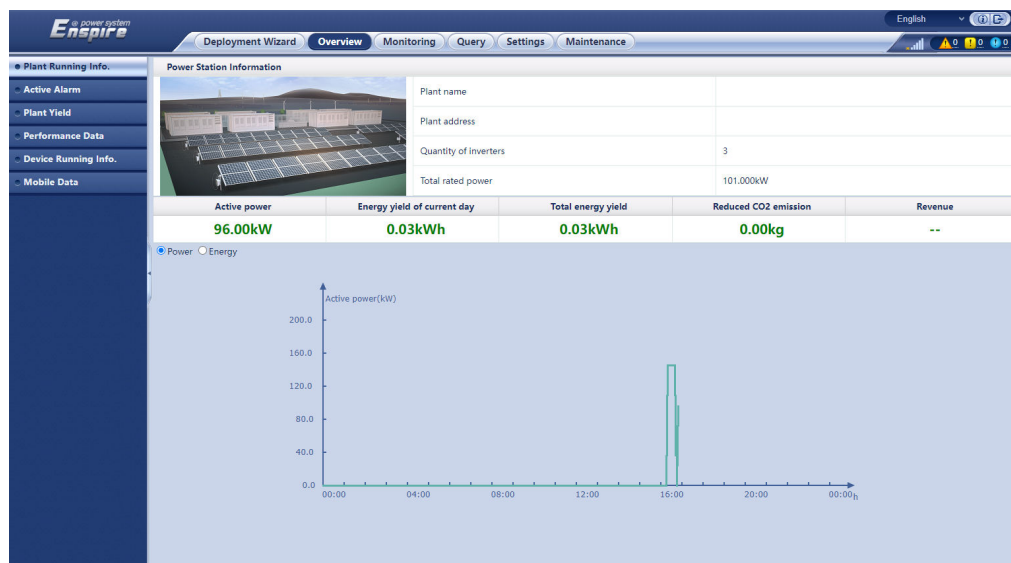 English
Enspire @ power system
Deployment Wizard Overview Monitoring Query Settings Maintenance
0 0 0
Plant Running Info.
Active Alarm
Plant Yield
Performance Data
Device Running Info.
Mobile Data
Power Station Information
Plant name
Plant address
Quantity of inverters 3
Total rated power 101.000kW
Active power Energy yield of current day Total energy yield Reduced CO2 emission Revenue
96.00kW 0.03kWh 0.03kWh 0.00kg --
Power Energy
Active power(kW)
200.0
160.0
120.0
80.0
40.0
0.0
00:00 04:00 08:00 12:00 16:00 20:00 00:00 h